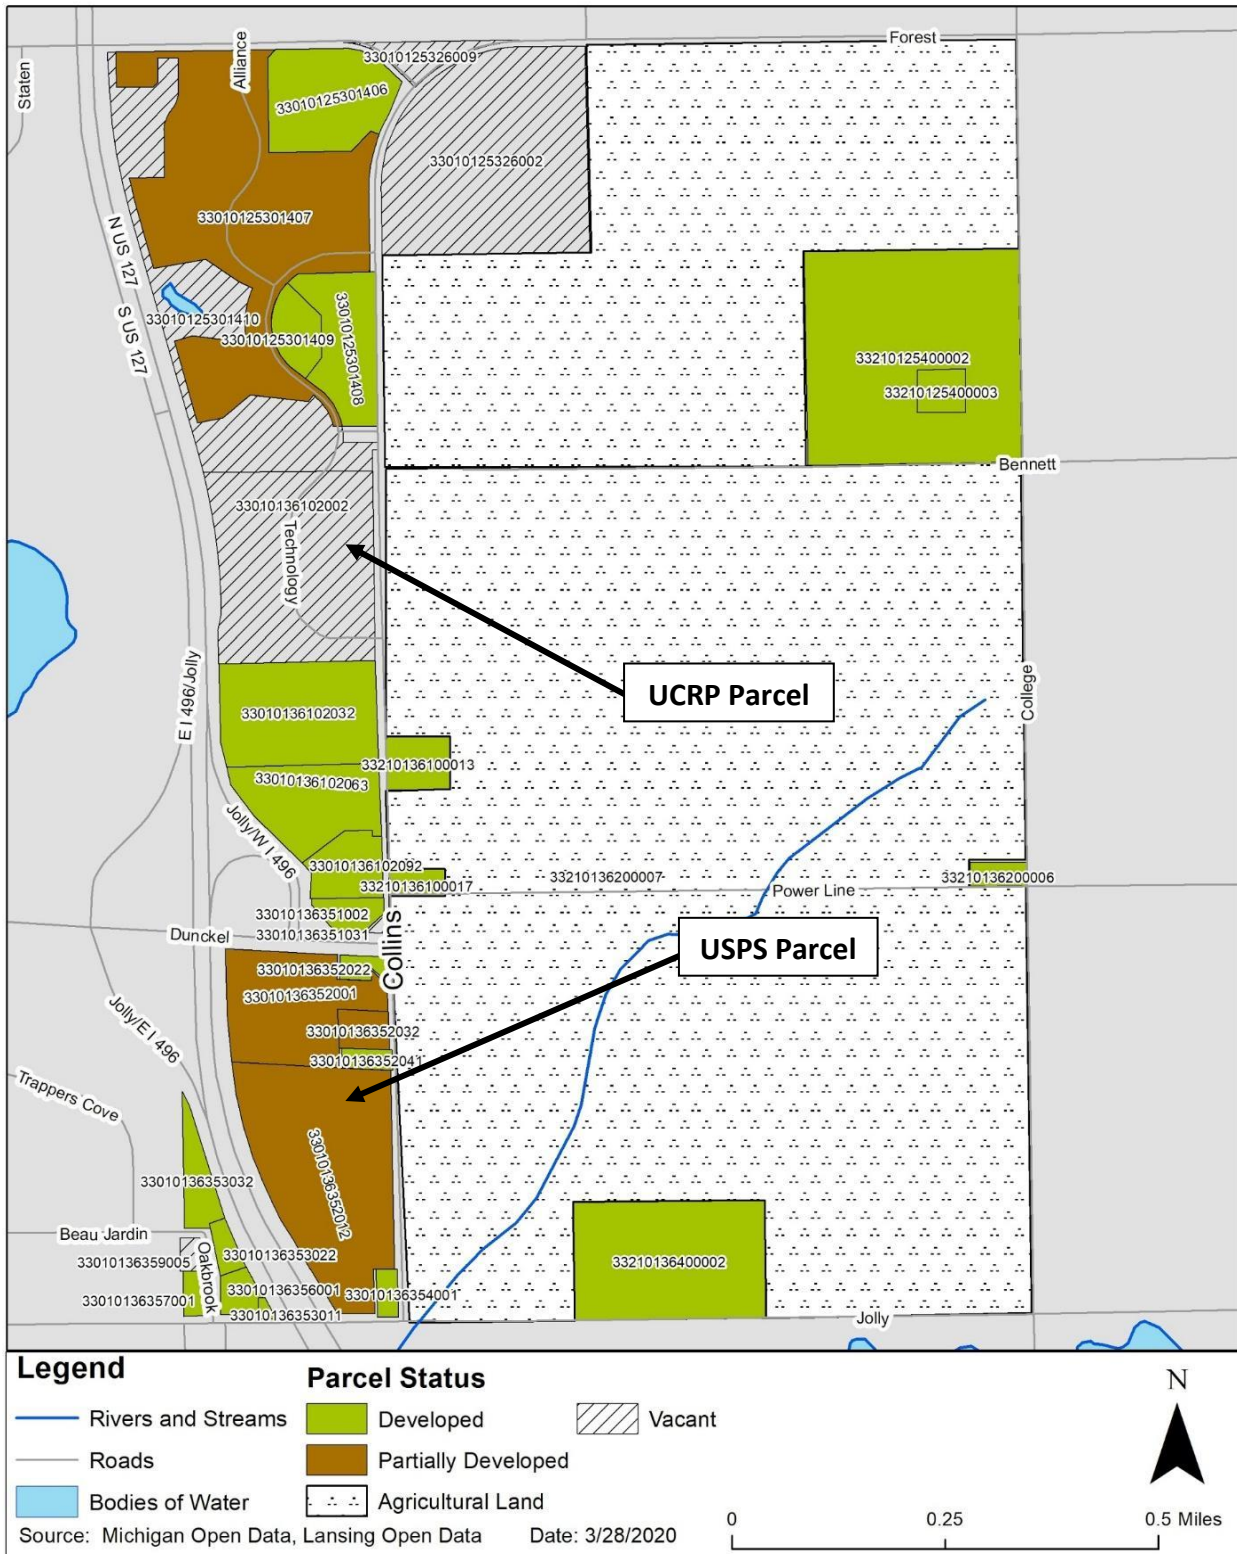 Forest
Staten
Alliance
33010125326009
33010125301406
33010125326002
33010125301407
N US 127
S US 127
33010125301410
33010125301409
33010125301408
33210125400002
33210125400003
Bennett
33010136102002
Technology
UCRP Parcel
E I 496/Jolly
College
33010136102032
33210136100013
33010136102063
Jolly/W I 496
33010136102092
33210136100017
33210136200007
33210136200006
Power Line
33010136351002
Dunckel
33010136351031
Collins
USPS Parcel
33010136352022
33010136352001
Jolly/E I 496
33010136352032
33010136352041
Trappers Cove
33010136352012
33010136353032
Beau Jardin
33010136353022
33010136359005
Oakbrook
33210136400002
33010136356001
33010136354001
33010136357001
33010136353011
Jolly
Legend
Rivers and Streams
Roads
Bodies of Water
Parcel Status
Developed
Vacant
Partially Developed
Agricultural Land
N
Source: Michigan Open Data, Lansing Open Data Date: 3/28/2020
0 0.25 0.5 Miles